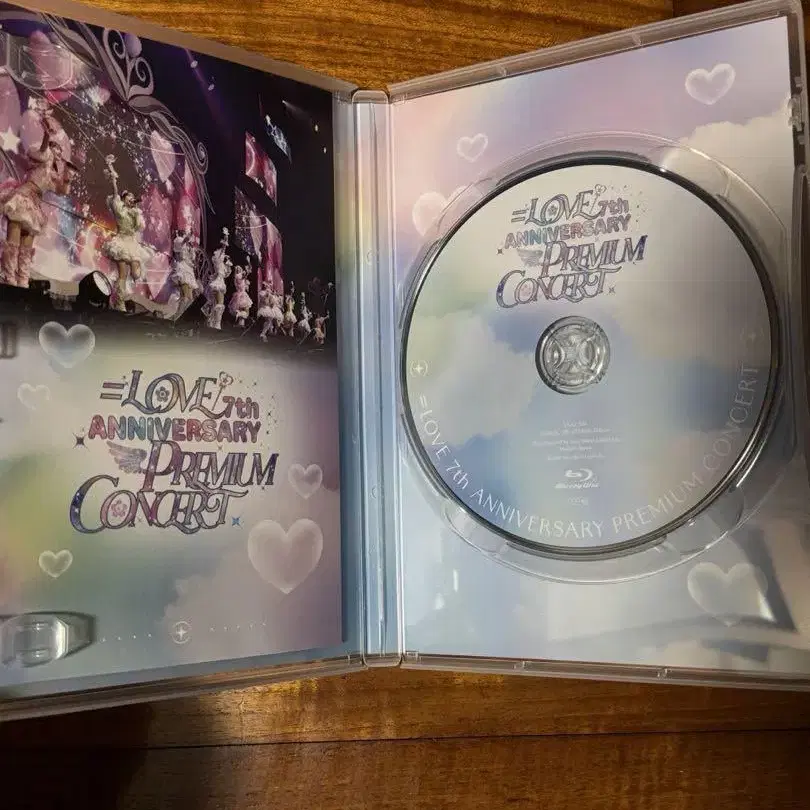 =LOVE 7th
ANNIVERSARY
PREMIUM
CONCERT
=LOVE 7th
ANNIVERSARY
PREMIUM
CONCERT
Blu-ray Disc
=LOVE 7th ANNIVERSARY PREMIUM CONCERT